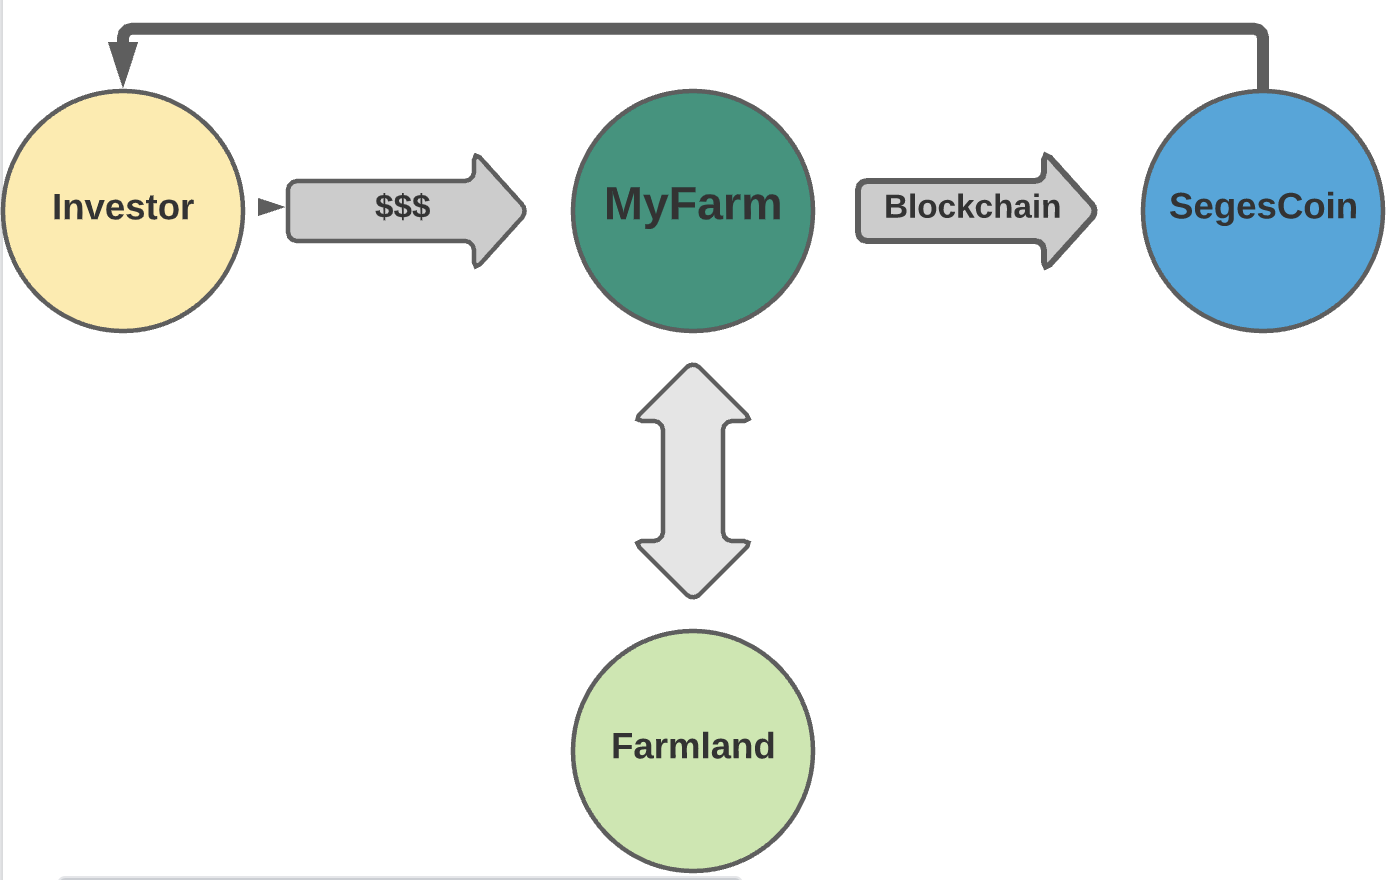 Investor
$$$
MyFarm
Blockchain
SegesCoin
Farmland